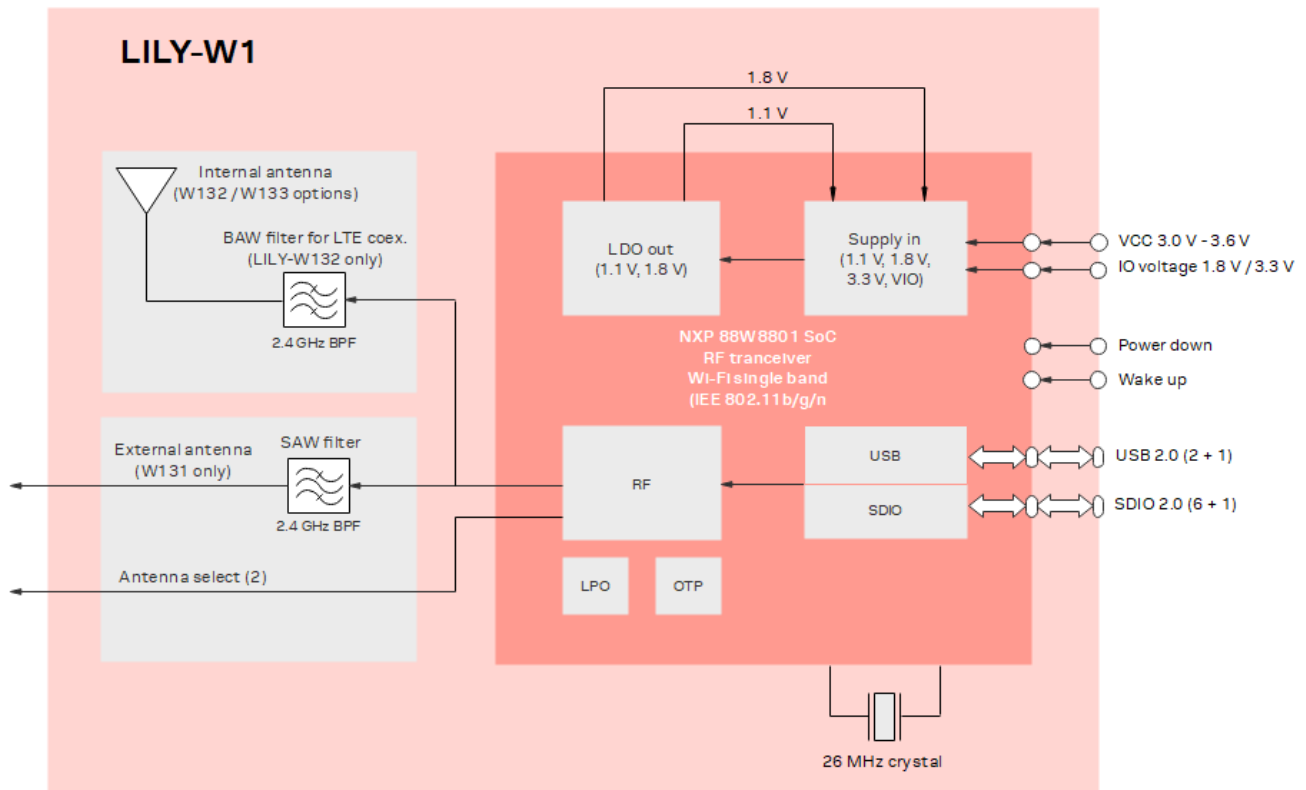 LILY-W1
1.8 V
1.1 V
Internal antenna
(W132 / W133 options)
BAW filter for LTE coex.
(LILY-W132 only)
2.4 GHz BPF
LDO out
(1.1 V, 1.8 V)
Supply in
(1.1 V, 1.8 V,
3.3 V, VIO)
VCC 3.0 V - 3.6 V
IO voltage 1.8 V / 3.3 V
NXP 88W8801 SoC
RF tranceiver
Wi-Fi single band
(IEE 802.11b/g/n
Power down
Wake up
External antenna
(W131 only)
SAW filter
2.4 GHz BPF
Antenna select (2)
RF
USB
SDIO
USB 2.0 (2 + 1)
SDIO 2.0 (6 + 1)
LPO
OTP
26 MHz crystal